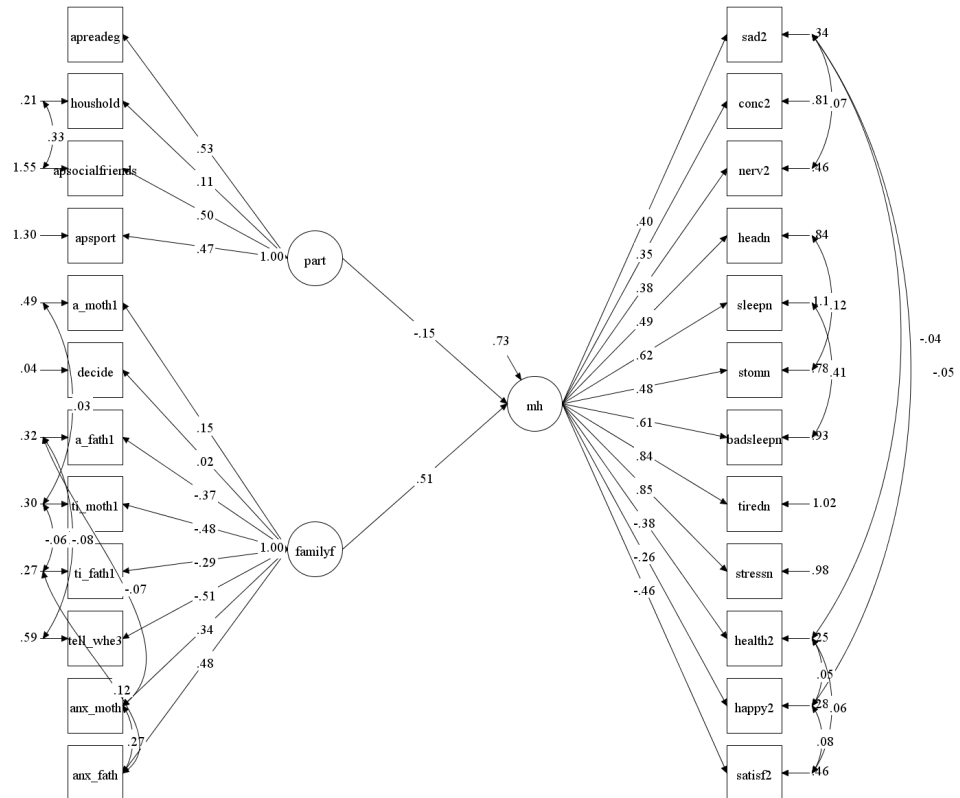 apreadeg
sad2
.34
.21
houshold
conc2
.81
.07
.33
1.55
apsocialfriends
nerv2
.46
.53
.11
.50
.47
1.30
apsport
1.00
part
.40
.35
.38
.49
.62
.48
.61
.84
.85
-.38
-.26
-.46
headn
.84
.49
a_moth1
sleepn
1.1
.12
-.15
.73
-.04
-.05
.04
decide
stomn
.78
.41
.03
mh
.32
a_fath1
badsleepn
.93
.15
.02
-.37
-.48
-.29
-.51
.34
.48
.51
.30
ti_moth1
tiredn
1.02
-.06
-.08
1.00
familyf
.27
ti_fath1
stressn
.98
-.07
.59
tell_whe3
health2
.25
.05
.12
anx_moth
happy2
.28
.06
.27
.08
anx_fath
satisf2
.46